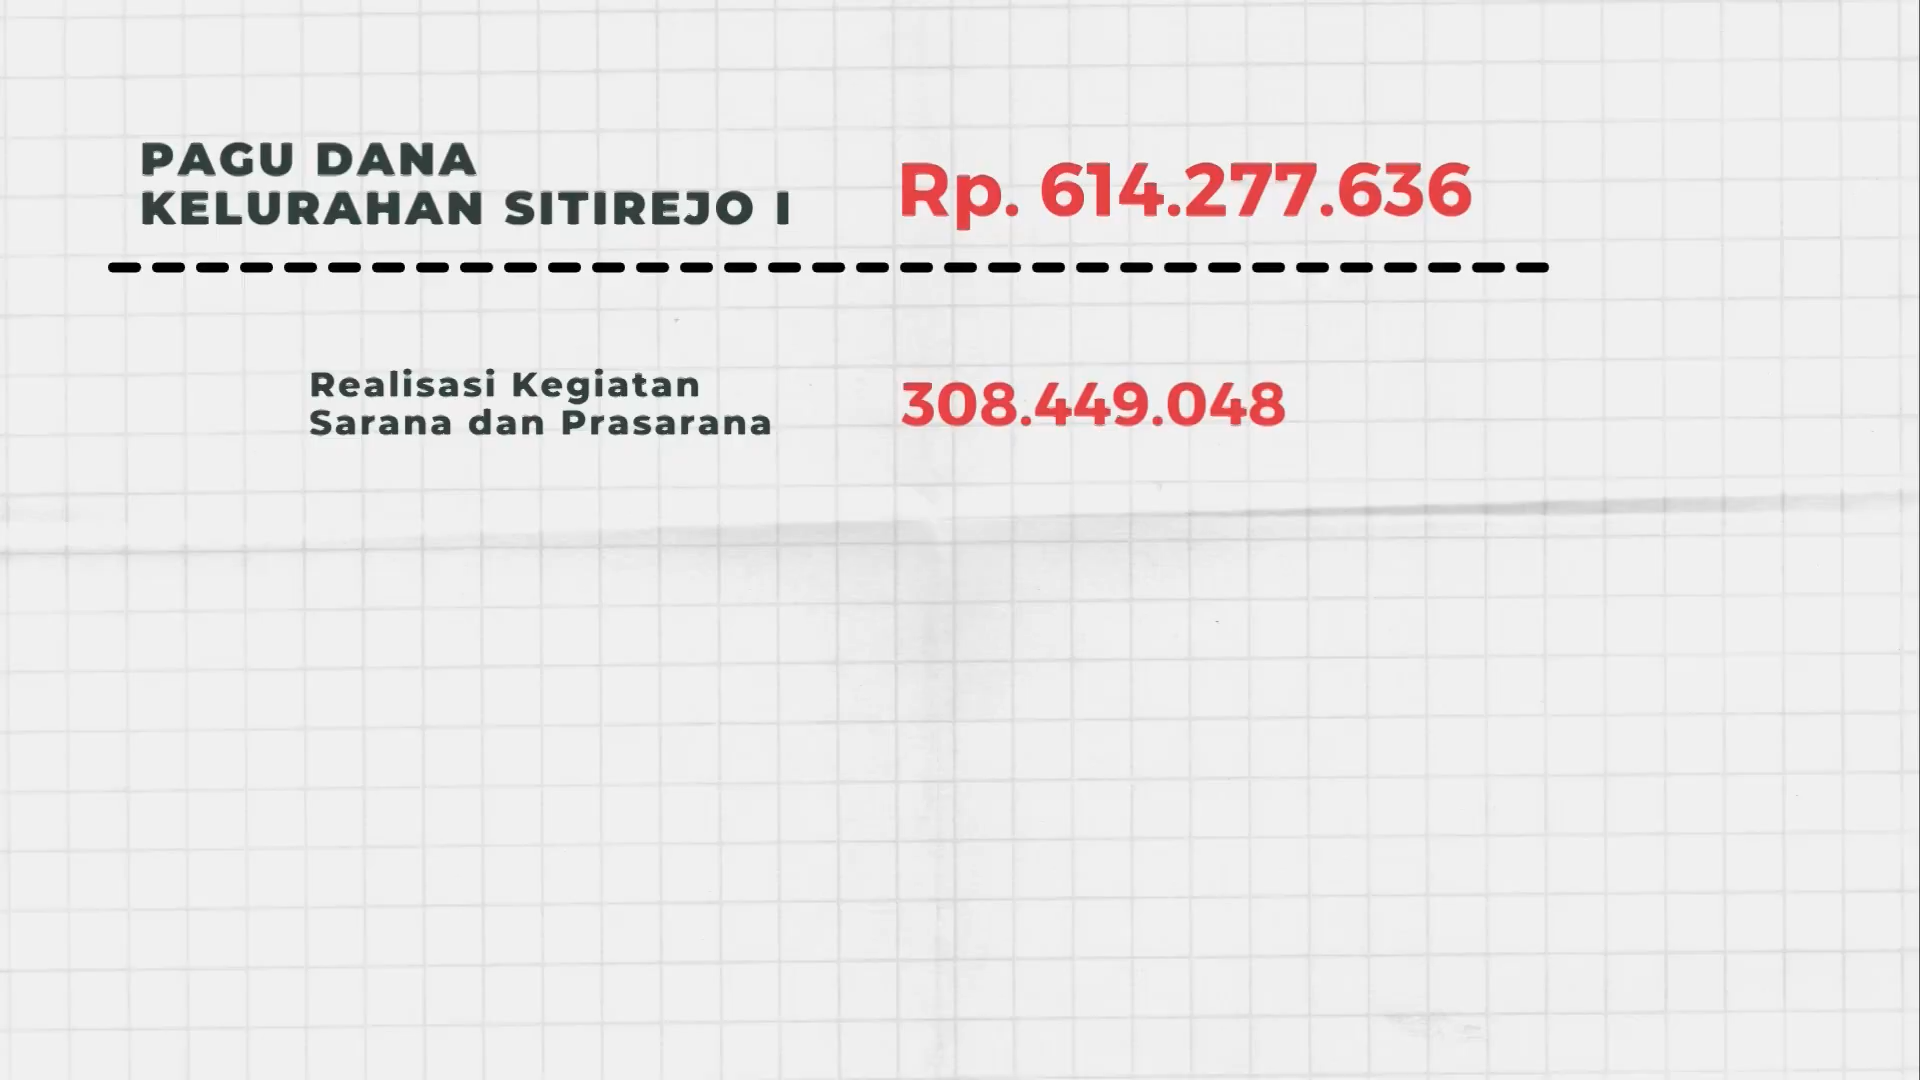 PAGU DANA
KELURAHAN SITIREJO I
Rp. 614.277.636
Realisasi Kegiatan
Sarana dan Prasarana
308.449.048